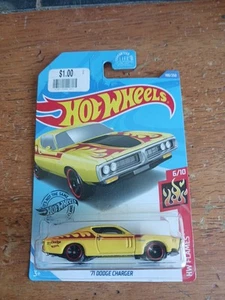 $1.00
HOT WHEELS
6/10
HW FLAMES
'71 DODGE CHARGER